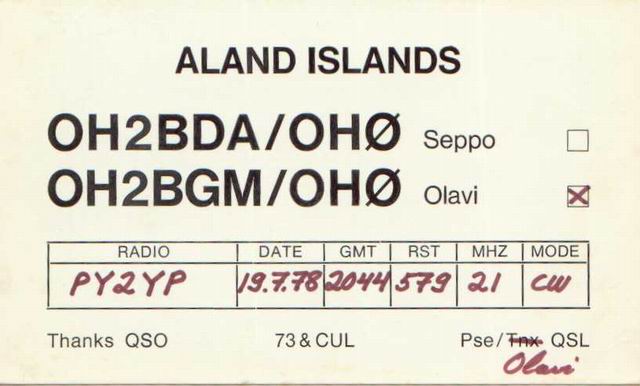 ALAND ISLANDS
OH2BDA/OHØ Seppo
OH2BGM/OHØ Olavi
RADIO DATE GMT RST MHZ MODE
PY2YP 19.7.78 2044 579 21 CW
Thanks QSO 73 & CUL Pse/Tnx QSL
Olavi